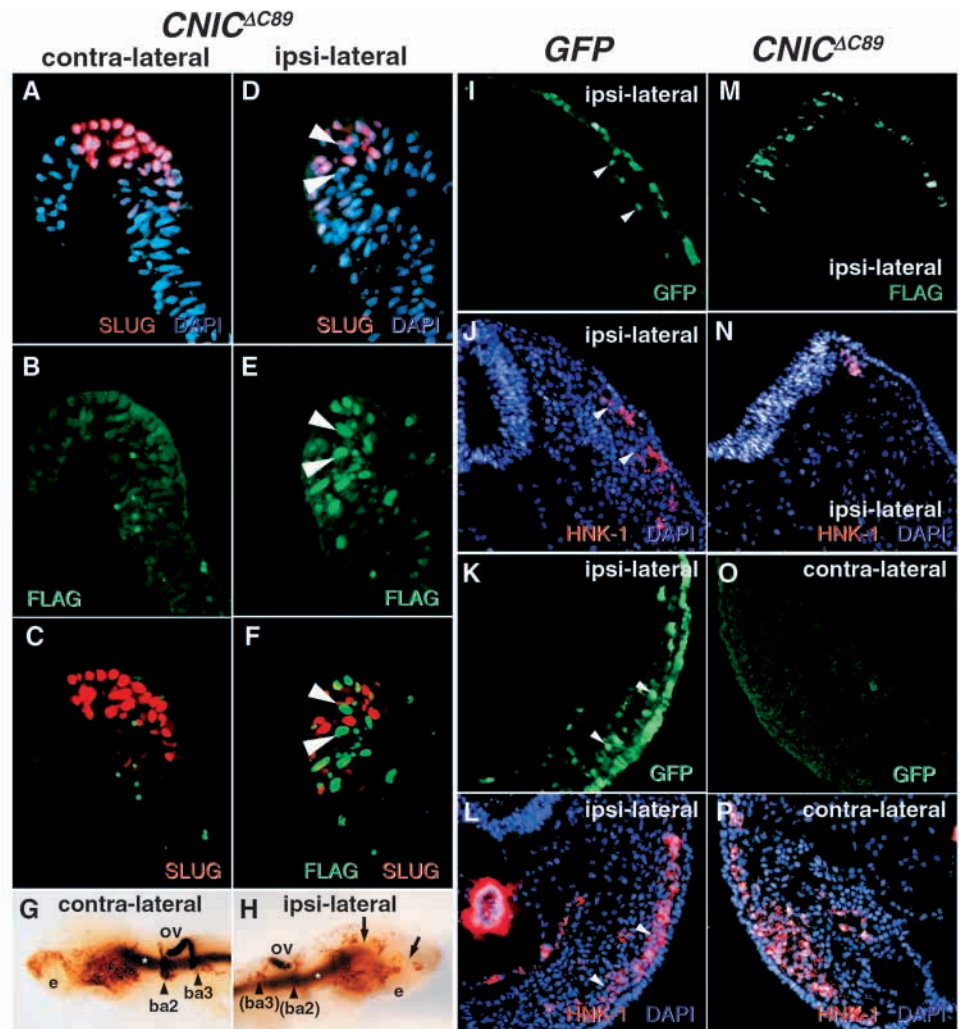 CNIC^ΔC89
contra-lateral
ipsi-lateral
GFP
CNIC^ΔC89
A
SLUG DAPI
D
SLUG DAPI
I
ipsi-lateral
GFP
M
ipsi-lateral
FLAG
B
FLAG
E
FLAG
J
ipsi-lateral
HNK-1 DAPI
N
ipsi-lateral
HNK-1 DAPI
C
SLUG
F
FLAG SLUG
K
ipsi-lateral
GFP
O
contra-lateral
GFP
G
contra-lateral
ov
*
e
ba2
ba3
H
ipsi-lateral
ov
*
e
(ba3)
(ba2)
L
ipsi-lateral
HNK-1 DAPI
P
contra-lateral
HNK-1 DAPI